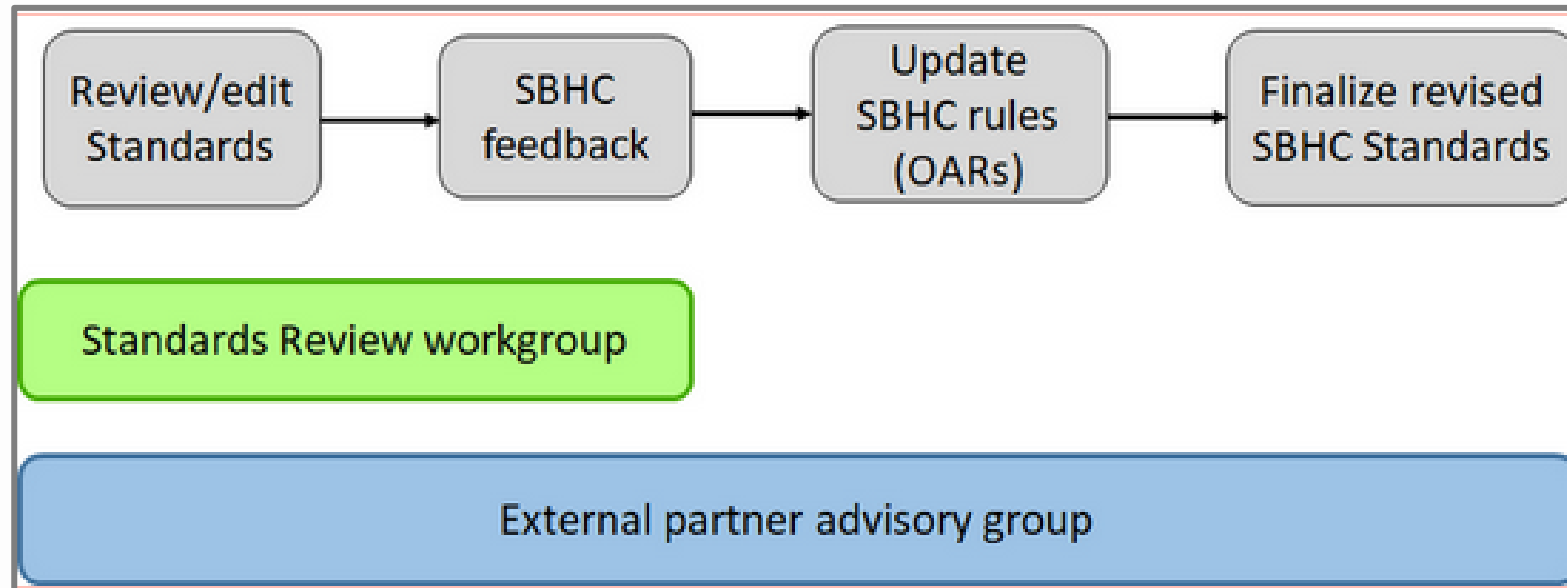 Review/edit
Standards
SBHC
feedback
Update
SBHC rules
(OARs)
Finalize revised
SBHC Standards
Standards Review workgroup
External partner advisory group